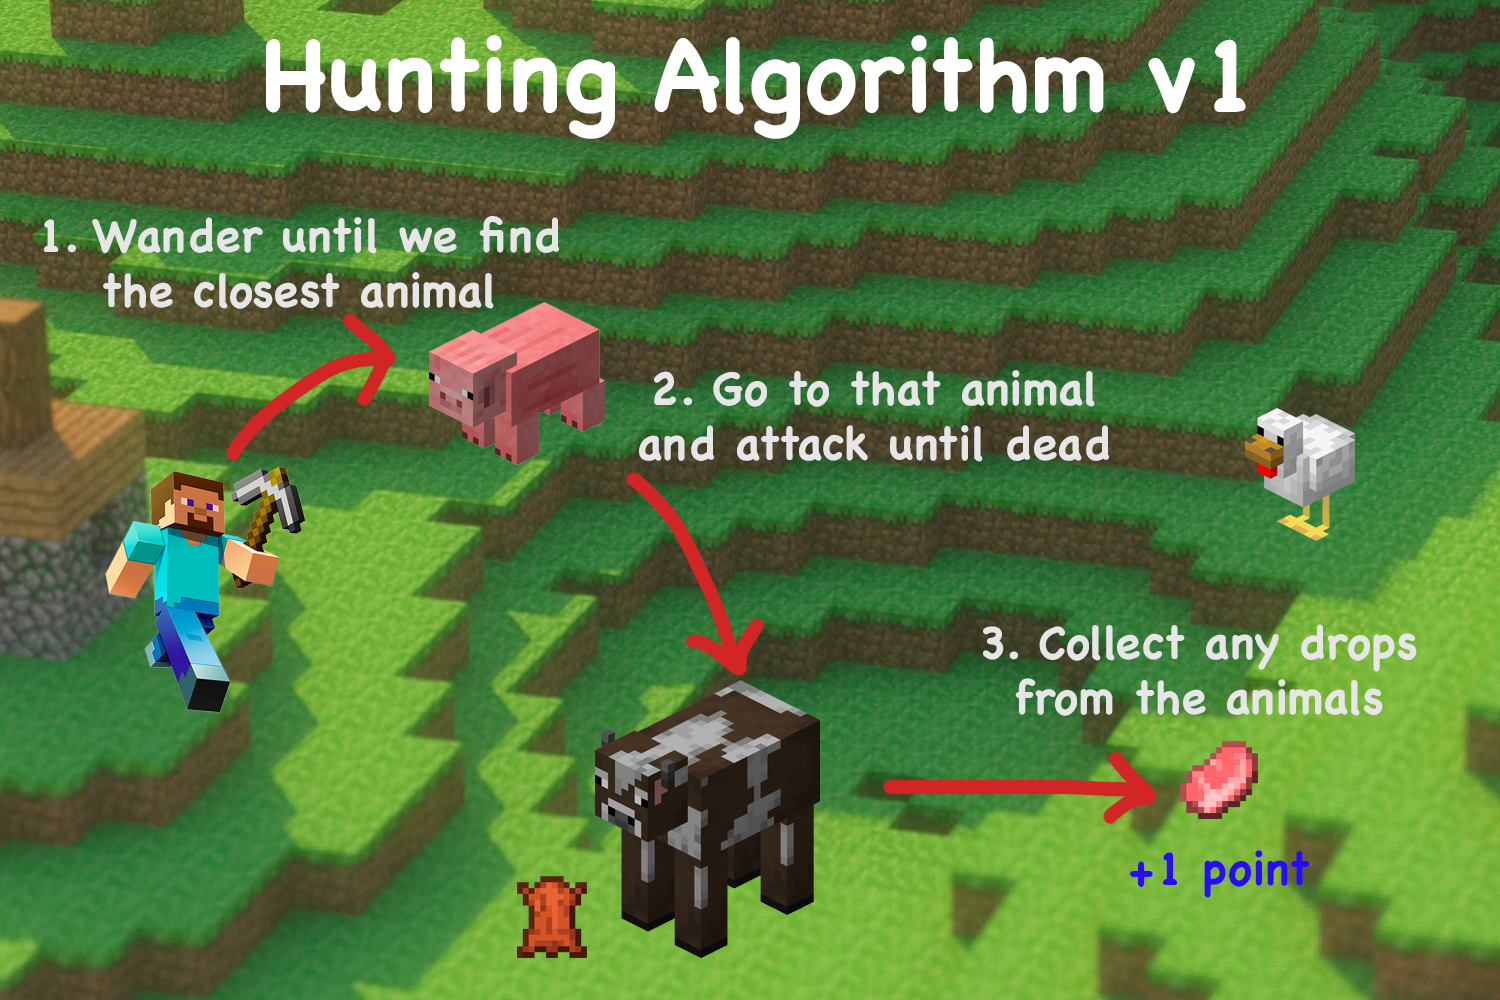 Hunting Algorithm v1
1. Wander until we find
the closest animal
2. Go to that animal
and attack until dead
3. Collect any drops
from the animals
+1 point